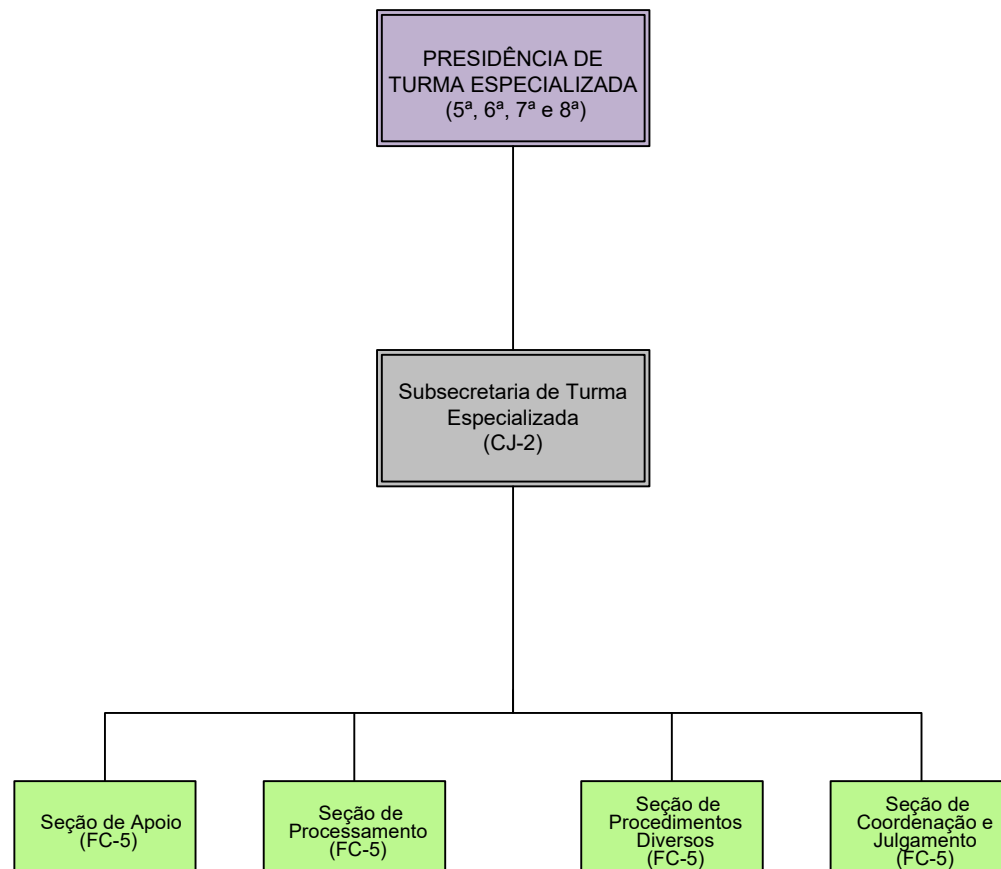 PRESIDÊNCIA DE
TURMA ESPECIALIZADA
(5ª, 6ª, 7ª e 8ª)
Subsecretaria de Turma
Especializada
(CJ-2)
Seção de Apoio
(FC-5)
Seção de
Processamento
(FC-5)
Seção de
Procedimentos
Diversos
(FC-5)
Seção de
Coordenação e
Julgamento
(FC-5)